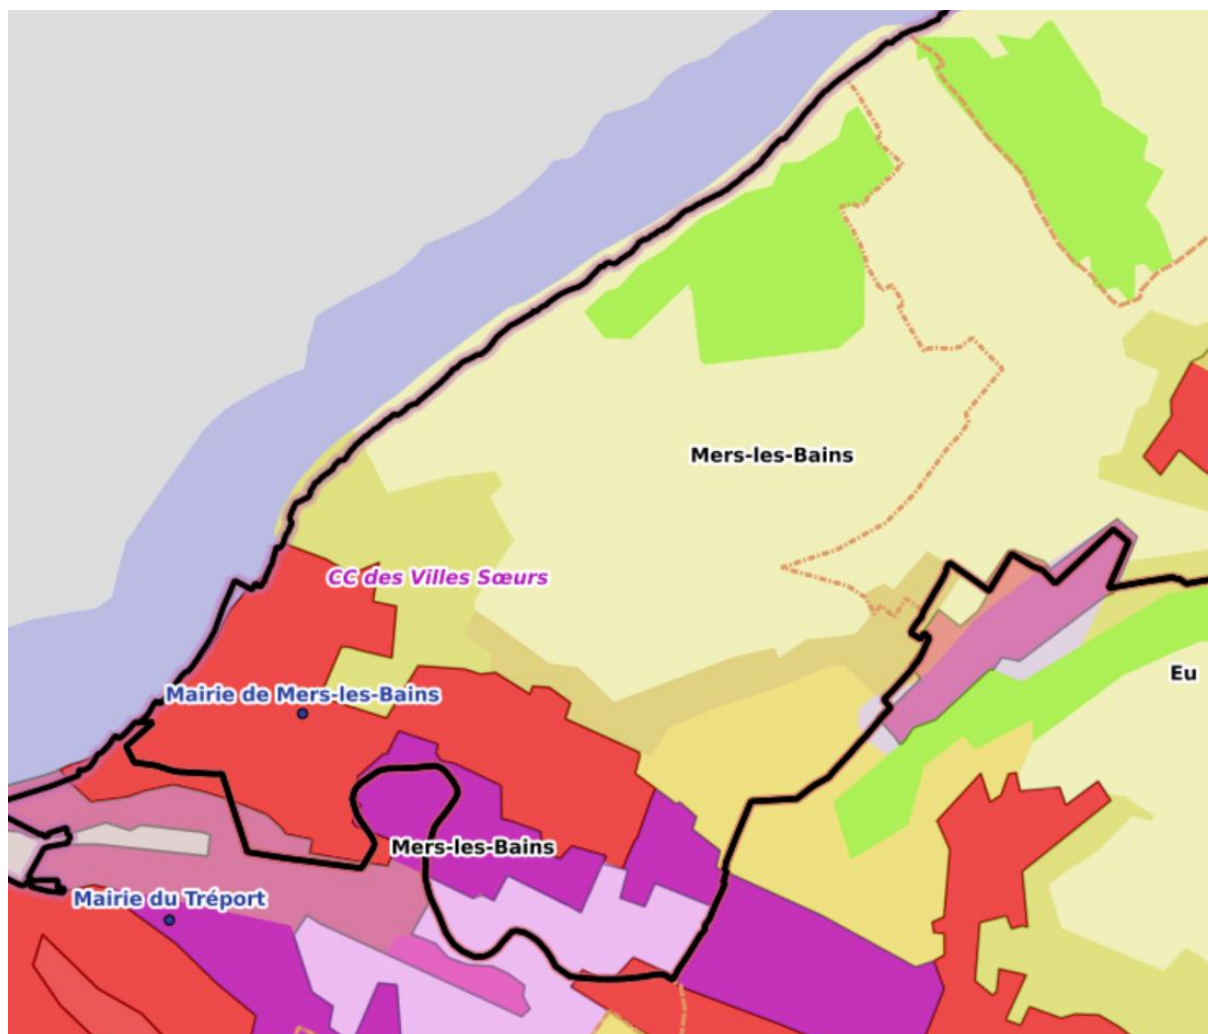 Mers-les-Bains
CC des Villes Sœurs
Eu
Mairie de Mers-les-Bains
Mers-les-Bains
Mairie du Tréport